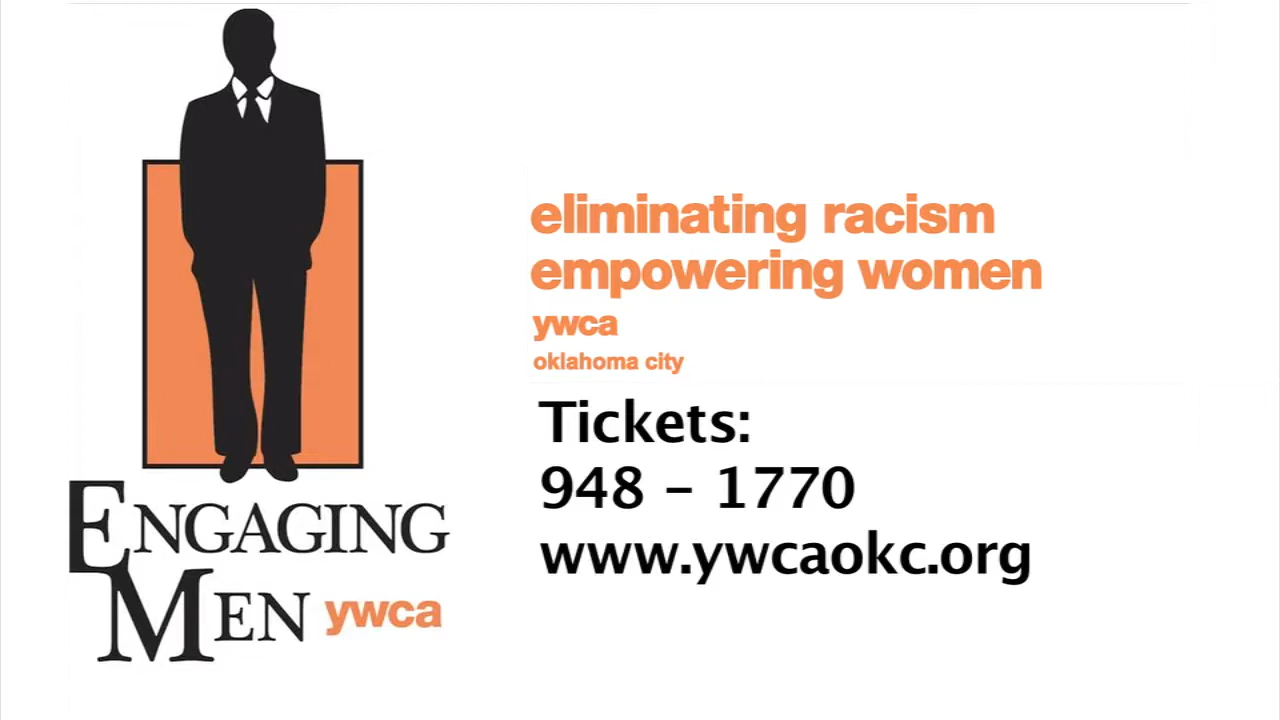 ENGAGING
MEN ywca
eliminating racism
empowering women
ywca
oklahoma city
Tickets:
948 – 1770
www.ywcaokc.org